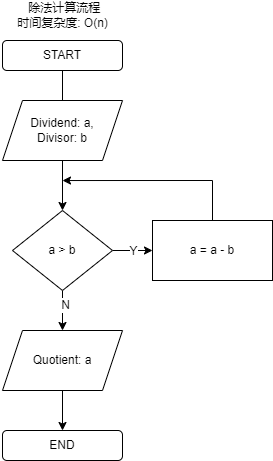 除法计算流程
时间复杂度: O(n)
START
Dividend: a,
Divisor: b
a > b
Y
a = a - b
N
Quotient: a
END